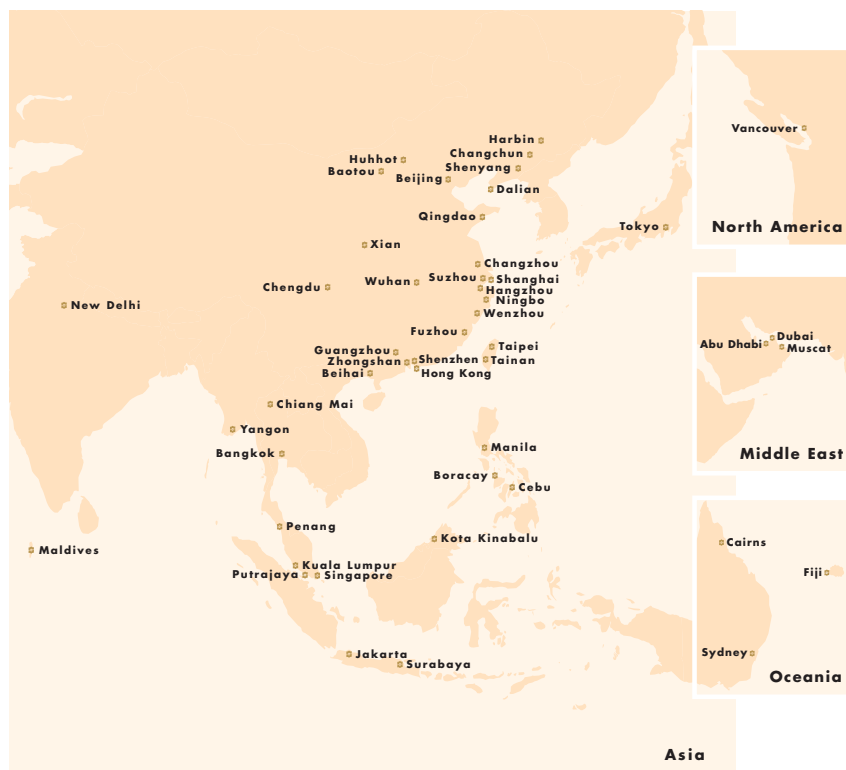 Harbin
Changchun
Huhhot
Shenyang
Baotou
Beijing
Dalian
Qingdao
Tokyo
Xian
Changzhou
Suzhou
Shanghai
Wuhan
Chengdu
Hangzhou
Ningbo
New Delhi
Wenzhou
Fuzhou
Taipei
Guangzhou
Shenzhen
Tainan
Zhongshan
Beihai
Hong Kong
Chiang Mai
Yangon
Manila
Bangkok
Boracay
Cebu
Penang
Kota Kinabalu
Maldives
Kuala Lumpur
Putrajaya
Singapore
Jakarta
Surabaya
Asia
Vancouver
North America
Dubai
Abu Dhabi
Muscat
Middle East
Cairns
Fiji
Sydney
Oceania